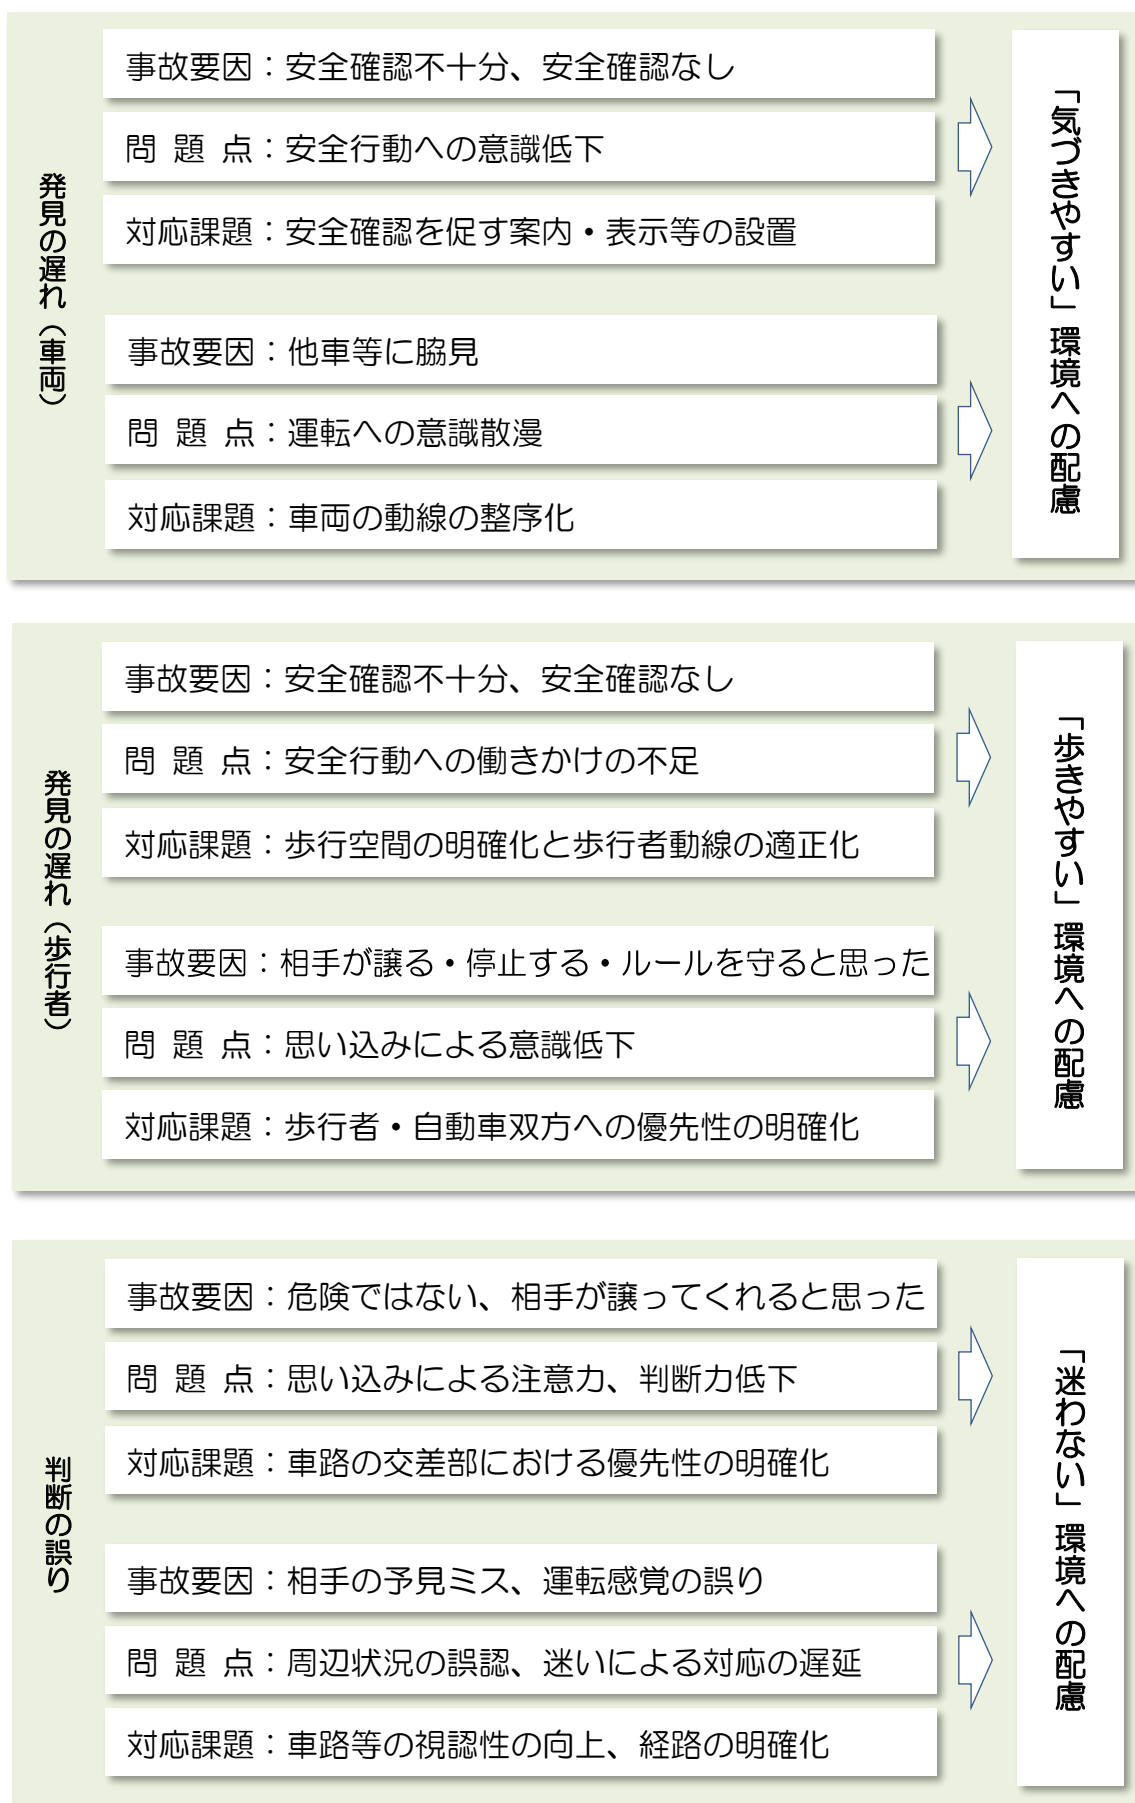 発見の遅れ（車両）
事故要因：安全確認不十分、安全確認なし
問 題 点：安全行動への意識低下
対応課題：安全確認を促す案内・表示等の設置
事故要因：他車等に脇見
問 題 点：運転への意識散漫
対応課題：車両の動線の整序化
「気づきやすい」環境への配慮
発見の遅れ（歩行者）
事故要因：安全確認不十分、安全確認なし
問 題 点：安全行動への働きかけの不足
対応課題：歩行空間の明確化と歩行者動線の適正化
事故要因：相手が譲る・停止する・ルールを守ると思った
問 題 点：思い込みによる意識低下
対応課題：歩行者・自動車双方への優先性の明確化
「歩きやすい」環境への配慮
判断の誤り
事故要因：危険ではない、相手が譲ってくれると思った
問 題 点：思い込みによる注意力、判断力低下
対応課題：車路の交差部における優先性の明確化
事故要因：相手の予見ミス、運転感覚の誤り
問 題 点：周辺状況の誤認、迷いによる対応の遅延
対応課題：車路等の視認性の向上、経路の明確化
「迷わない」環境への配慮